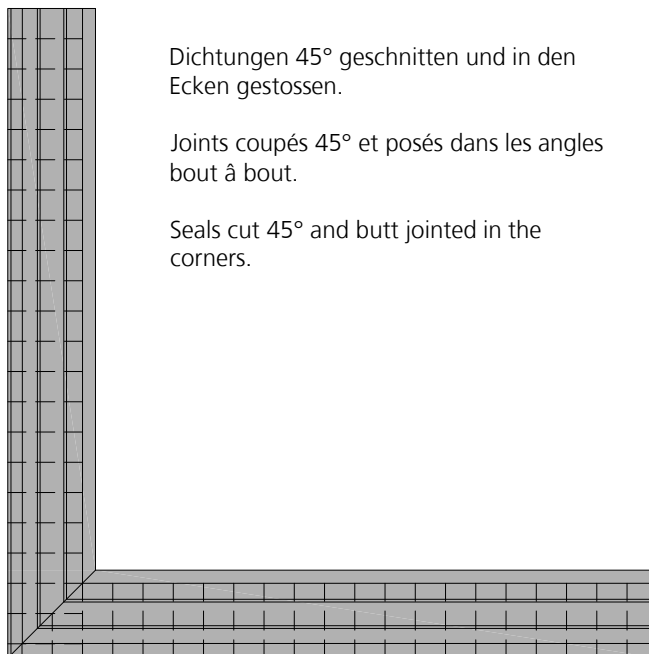 Dichtungen 45° geschnitten und in den
Ecken gestossen.
Joints coupés 45° et posés dans les angles
bout â bout.
Seals cut 45° and butt jointed in the
corners.